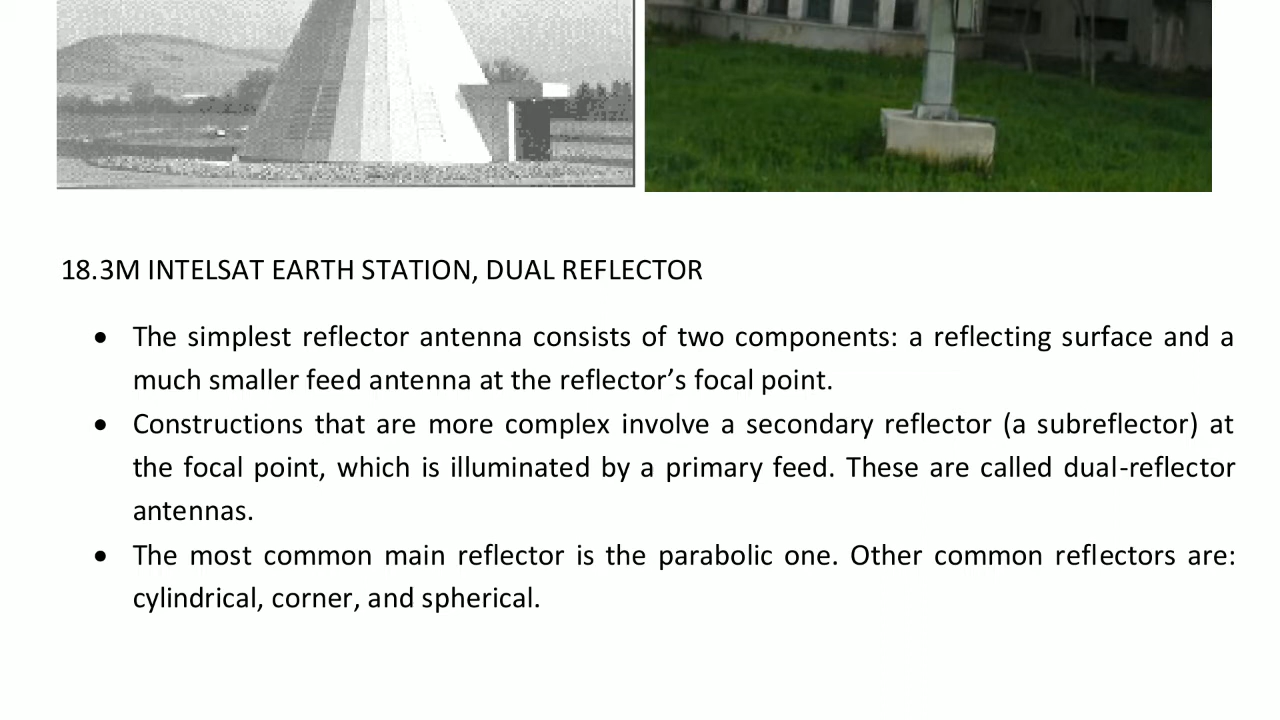 18.3M INTELSAT EARTH STATION, DUAL REFLECTOR
• The simplest reflector antenna consists of two components: a reflecting surface and a
much smaller feed antenna at the reflector’s focal point.
• Constructions that are more complex involve a secondary reflector (a subreflector) at
the focal point, which is illuminated by a primary feed. These are called dual-reflector
antennas.
• The most common main reflector is the parabolic one. Other common reflectors are:
cylindrical, corner, and spherical.